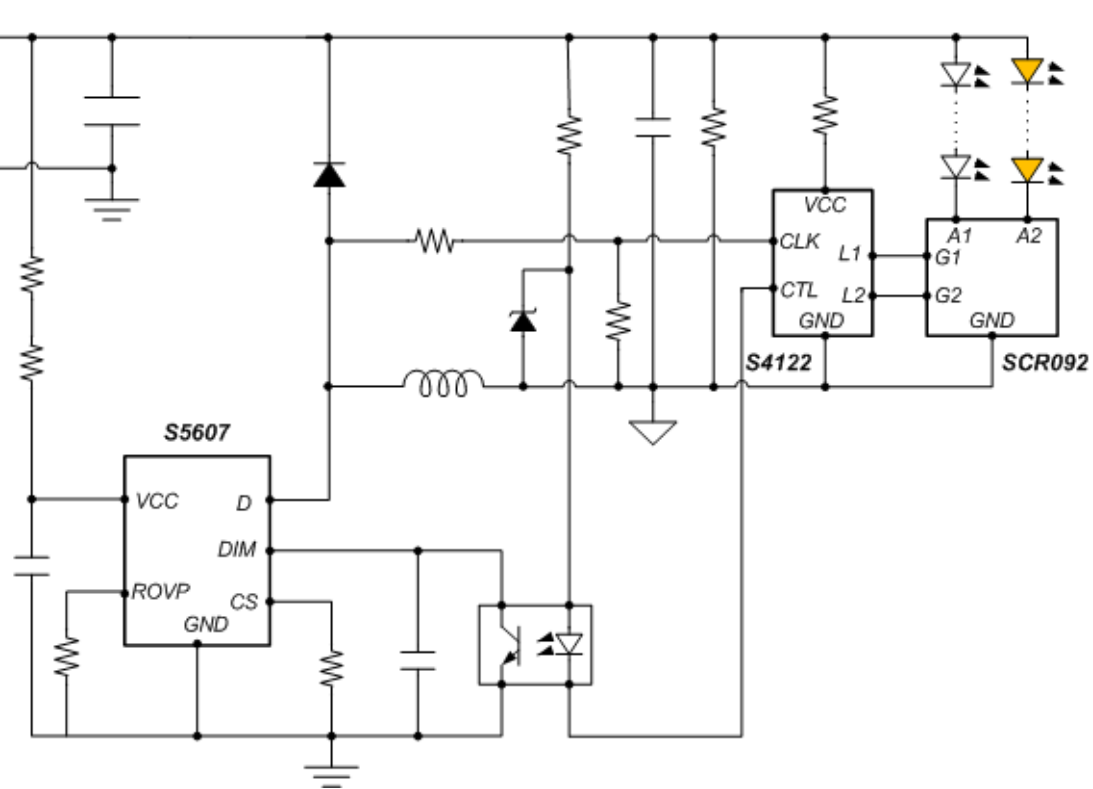 VCC
A1 A2
CLK
L1 G1
CTL
L2 G2
GND GND
S4122 SCR092
S5607
VCC D
DIM
ROVP CS
GND